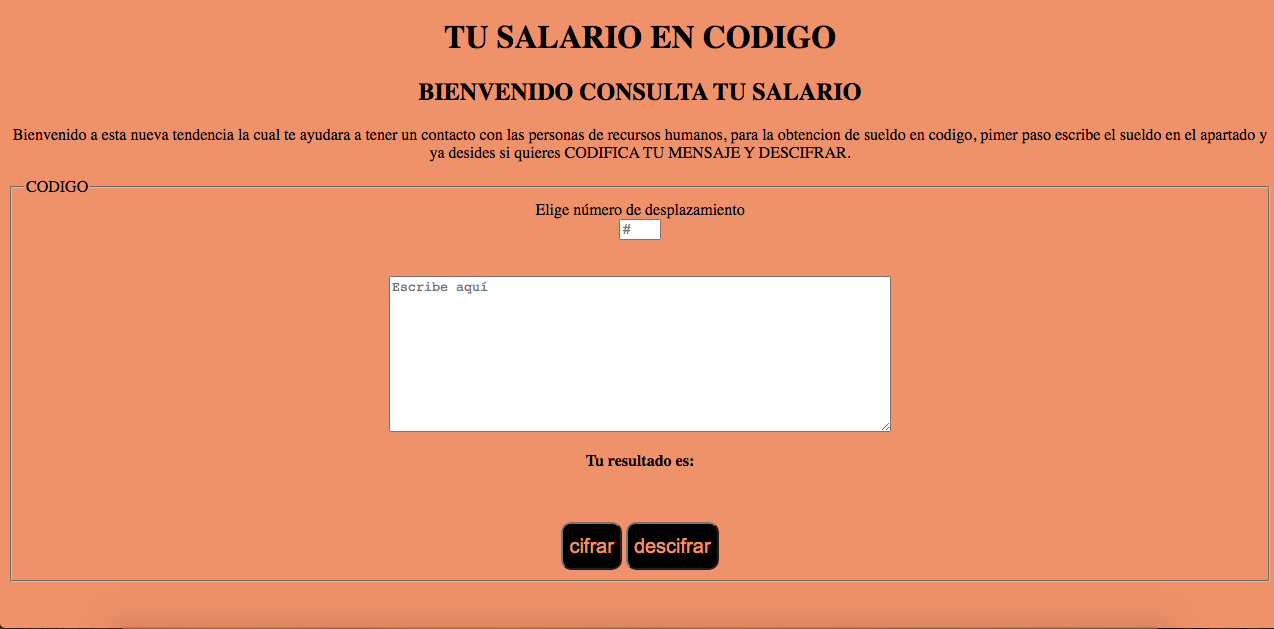 TU SALARIO EN CODIGO
BIENVENIDO CONSULTA TU SALARIO
Bienvenido a esta nueva tendencia la cual te ayudara a tener un contacto con las personas de recursos humanos, para la obtencion de sueldo en codigo, pimer paso escribe el sueldo en el apartado y
ya desides si quieres CODIFICA TU MENSAJE Y DESCIFRAR.
CODIGO
Elige número de desplazamiento
#
Escribe aquí
Tu resultado es:
cifrar descifrar